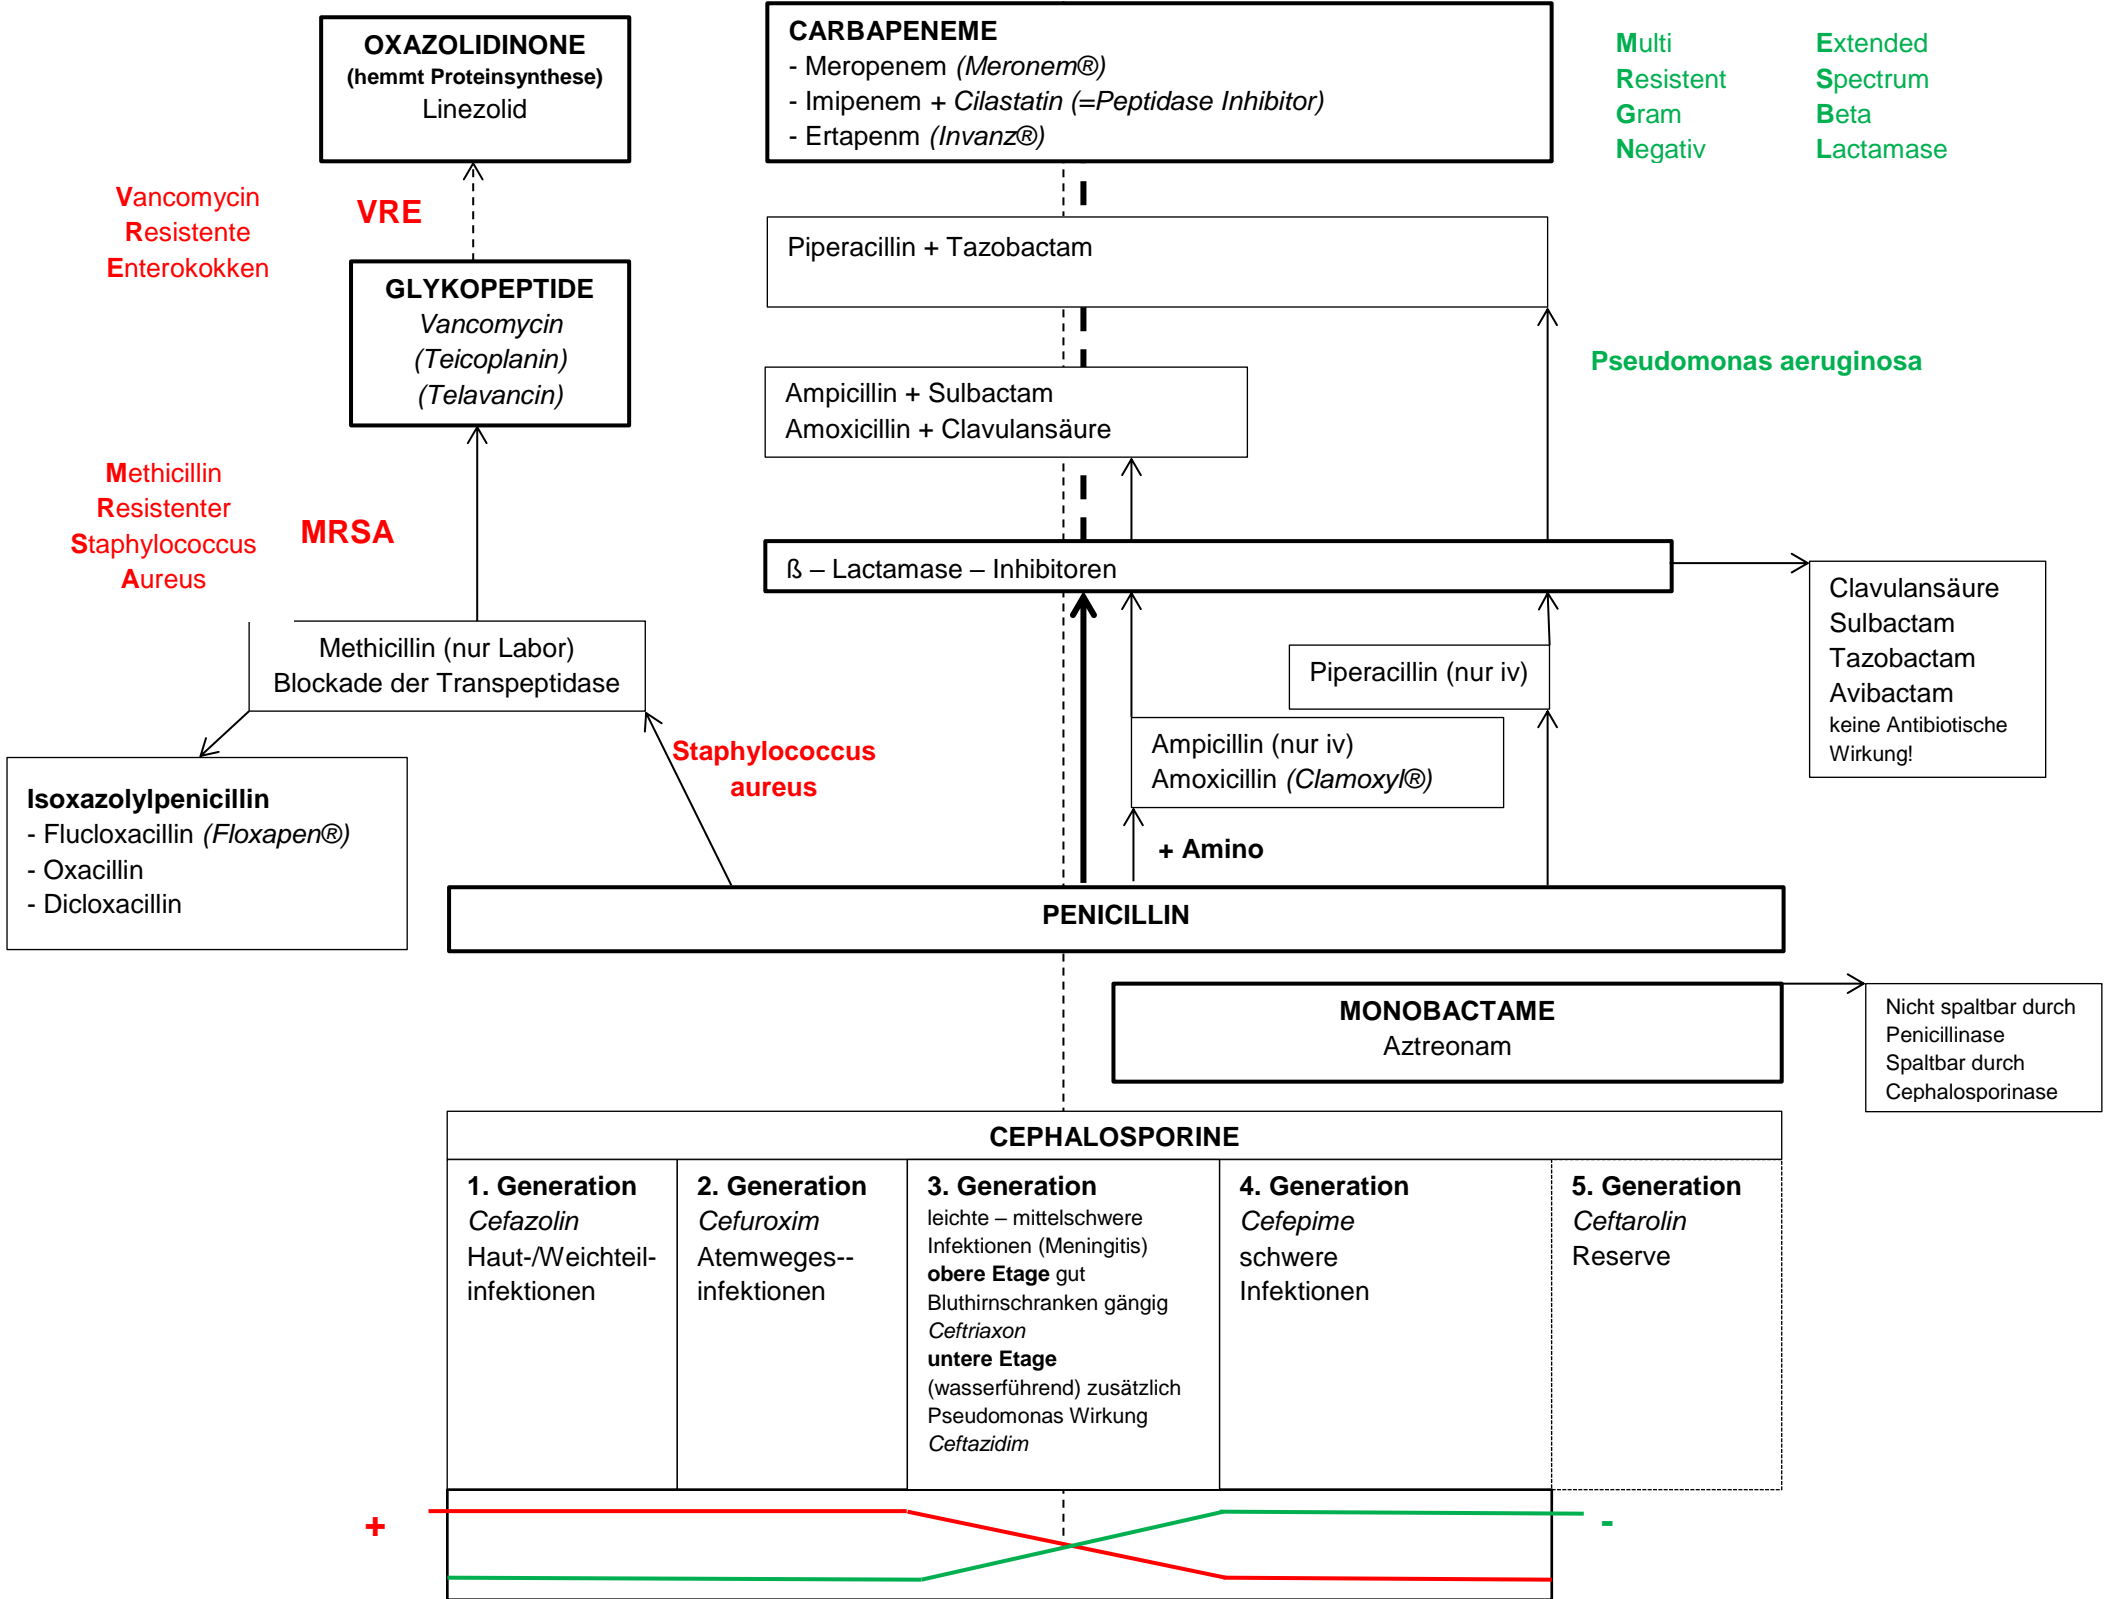 OXAZOLIDINONE
(hemmt Proteinsynthese)
Linezolid
CARBAPENEME
- Meropenem (Meronem®)
- Imipenem + Cilastatin (=Peptidase Inhibitor)
- Ertapenm (Invanz®)
Multi
Resistent
Gram
Negativ
Extended
Spectrum
Beta
Lactamase
Vancomycin
Resistente
Enterokokken
VRE
GLYKOPEPTIDE
Vancomycin
(Teicoplanin)
(Telavancin)
Piperacillin + Tazobactam
Pseudomonas aeruginosa
Ampicillin + Sulbactam
Amoxicillin + Clavulansäure
Methicillin
Resistenter
Staphylococcus
Aureus
MRSA
ß – Lactamase – Inhibitoren
Clavulansäure
Sulbactam
Tazobactam
Avibactam
keine Antibiotische
Wirkung!
Methicillin (nur Labor)
Blockade der Transpeptidase
Piperacillin (nur iv)
Staphylococcus
aureus
Ampicillin (nur iv)
Amoxicillin (Clamoxyl®)
Isoxazolylpenicillin
- Flucloxacillin (Floxapen®)
- Oxacillin
- Dicloxacillin
+ Amino
PENICILLIN
MONOBACTAME
Aztreonam
Nicht spaltbar durch
Penicillinase
Spaltbar durch
Cephalosporinase
CEPHALOSPORINE
1. Generation
Cefazolin
Haut-/Weichteil-
infektionen
2. Generation
Cefuroxim
Atemweges--
infektionen
3. Generation
leichte – mittelschwere
Infektionen (Meningitis)
obere Etage gut
Bluthirnschranken gängig
Ceftriaxon
untere Etage
(wasserführend) zusätzlich
Pseudomonas Wirkung
Ceftazidim
4. Generation
Cefepime
schwere
Infektionen
5. Generation
Ceftarolin
Reserve
+
-